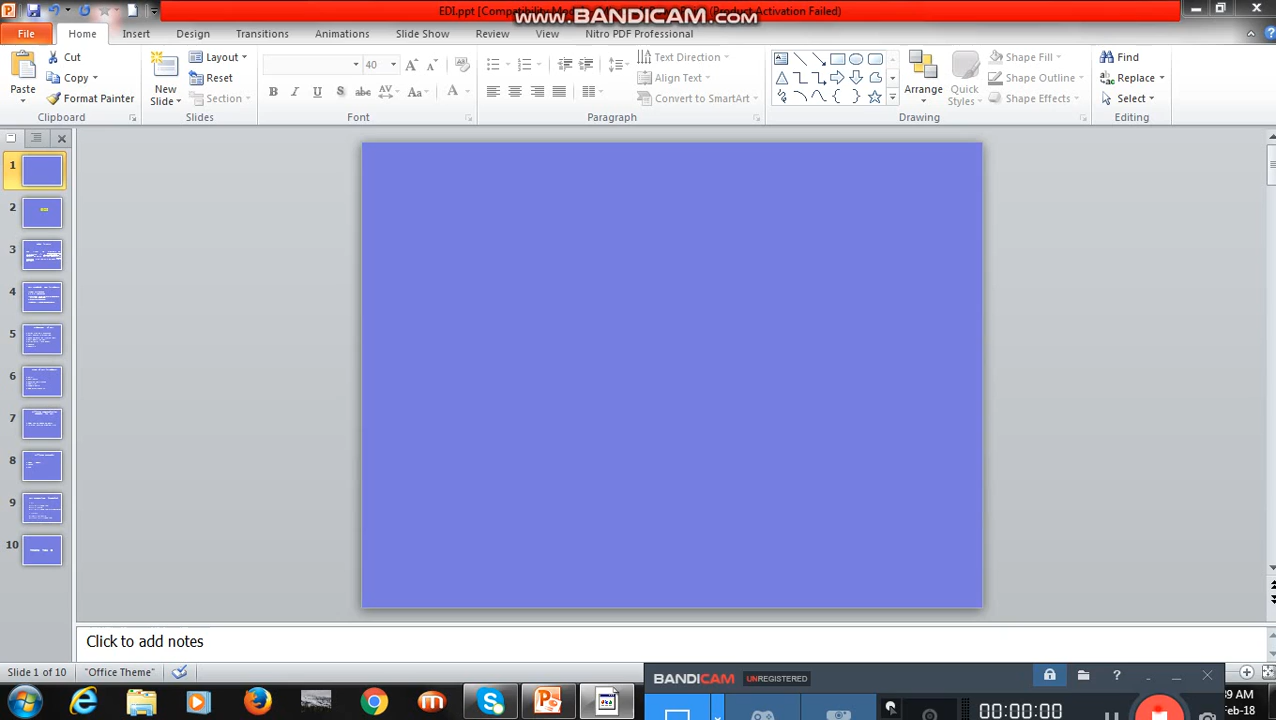 EDI.ppt [Compatibility (Product Activation Failed)
www.BANDICAM.com
File Home Insert Design Transitions Animations Slide Show Review View Nitro PDF Professional
Paste
Cut
Copy
Format Painter
Clipboard
New Slide
Layout
Reset
Section
Slides
40
B I U S abc AV Aa A
Font
Text Direction
Align Text
Convert to SmartArt
Paragraph
Arrange
Quick Styles
Shape Fill
Shape Outline
Shape Effects
Drawing
Find
Replace
Select
Editing
1
2
3
4
5
6
7
8
9
10
Click to add notes
Slide 1 of 10 "Office Theme"
BANDICAM UNREGISTERED
00:00:00
29 AM
-Feb-18